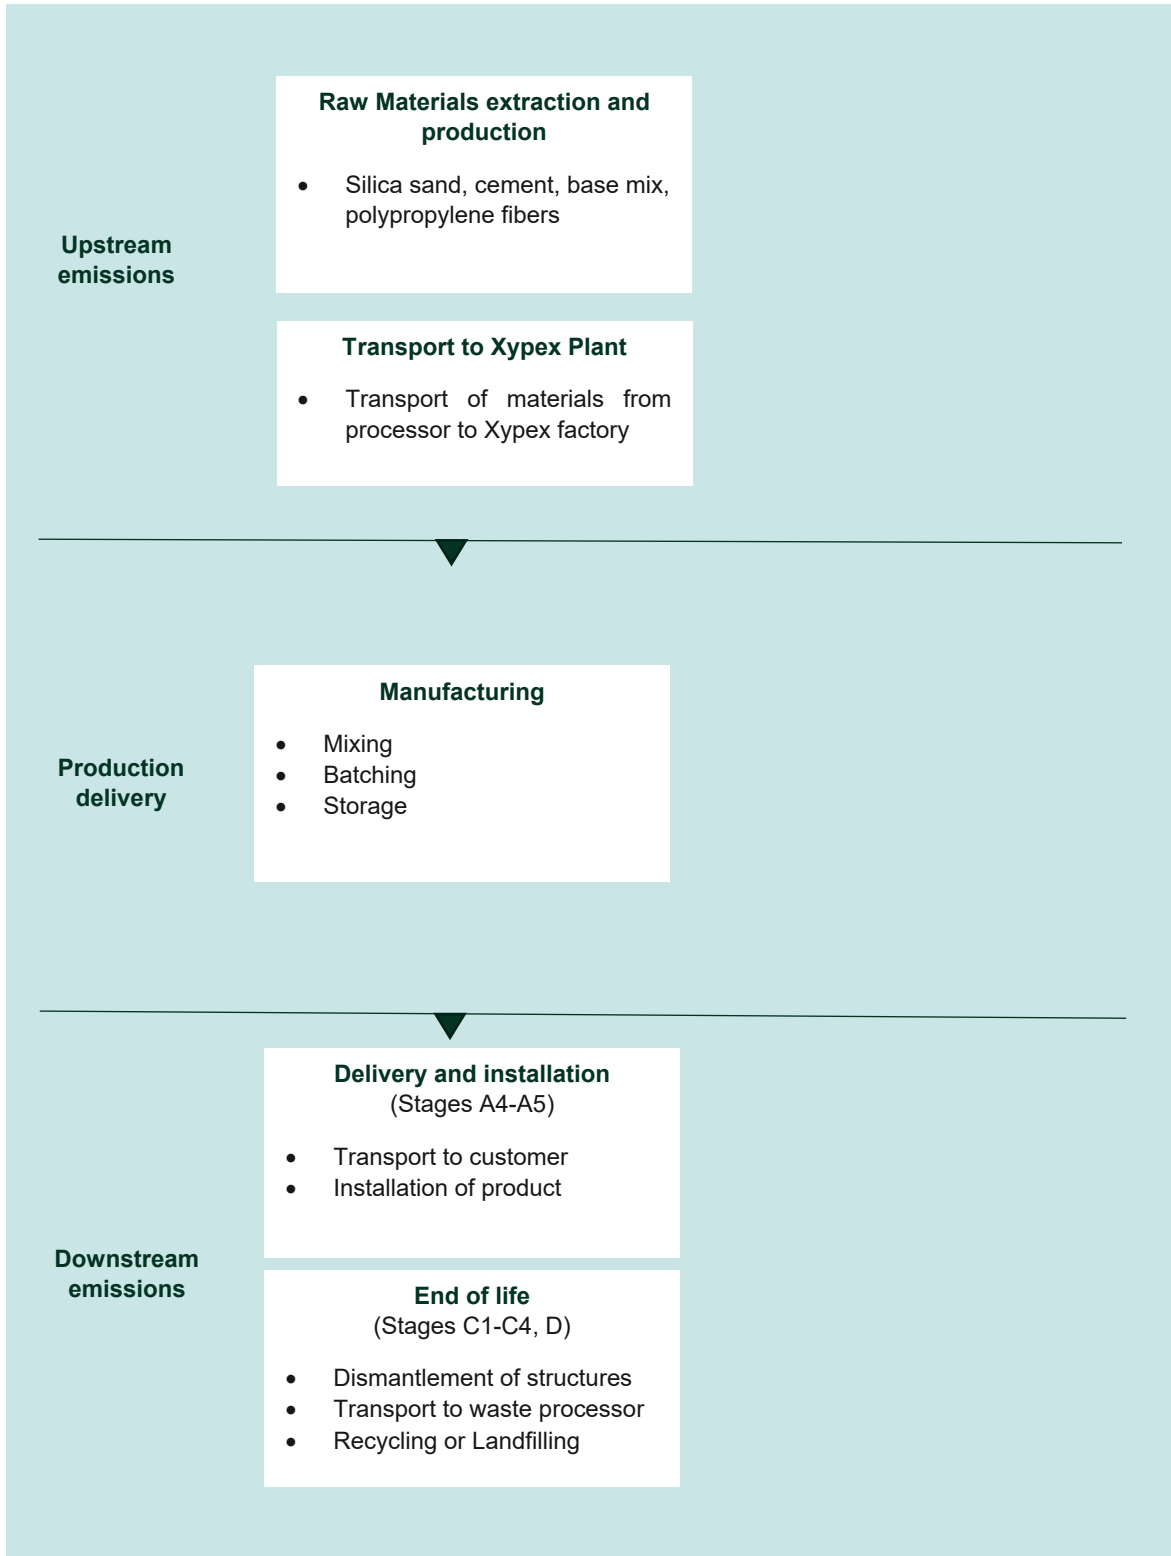 Raw Materials extraction and
production
• Silica sand, cement, base mix,
polypropylene fibers
Upstream
emissions
Transport to Xypex Plant
• Transport of materials from
processor to Xypex factory
Manufacturing
• Mixing
• Batching
• Storage
Production
delivery
Delivery and installation
(Stages A4-A5)
• Transport to customer
• Installation of product
Downstream
emissions
End of life
(Stages C1-C4, D)
• Dismantlement of structures
• Transport to waste processor
• Recycling or Landfilling